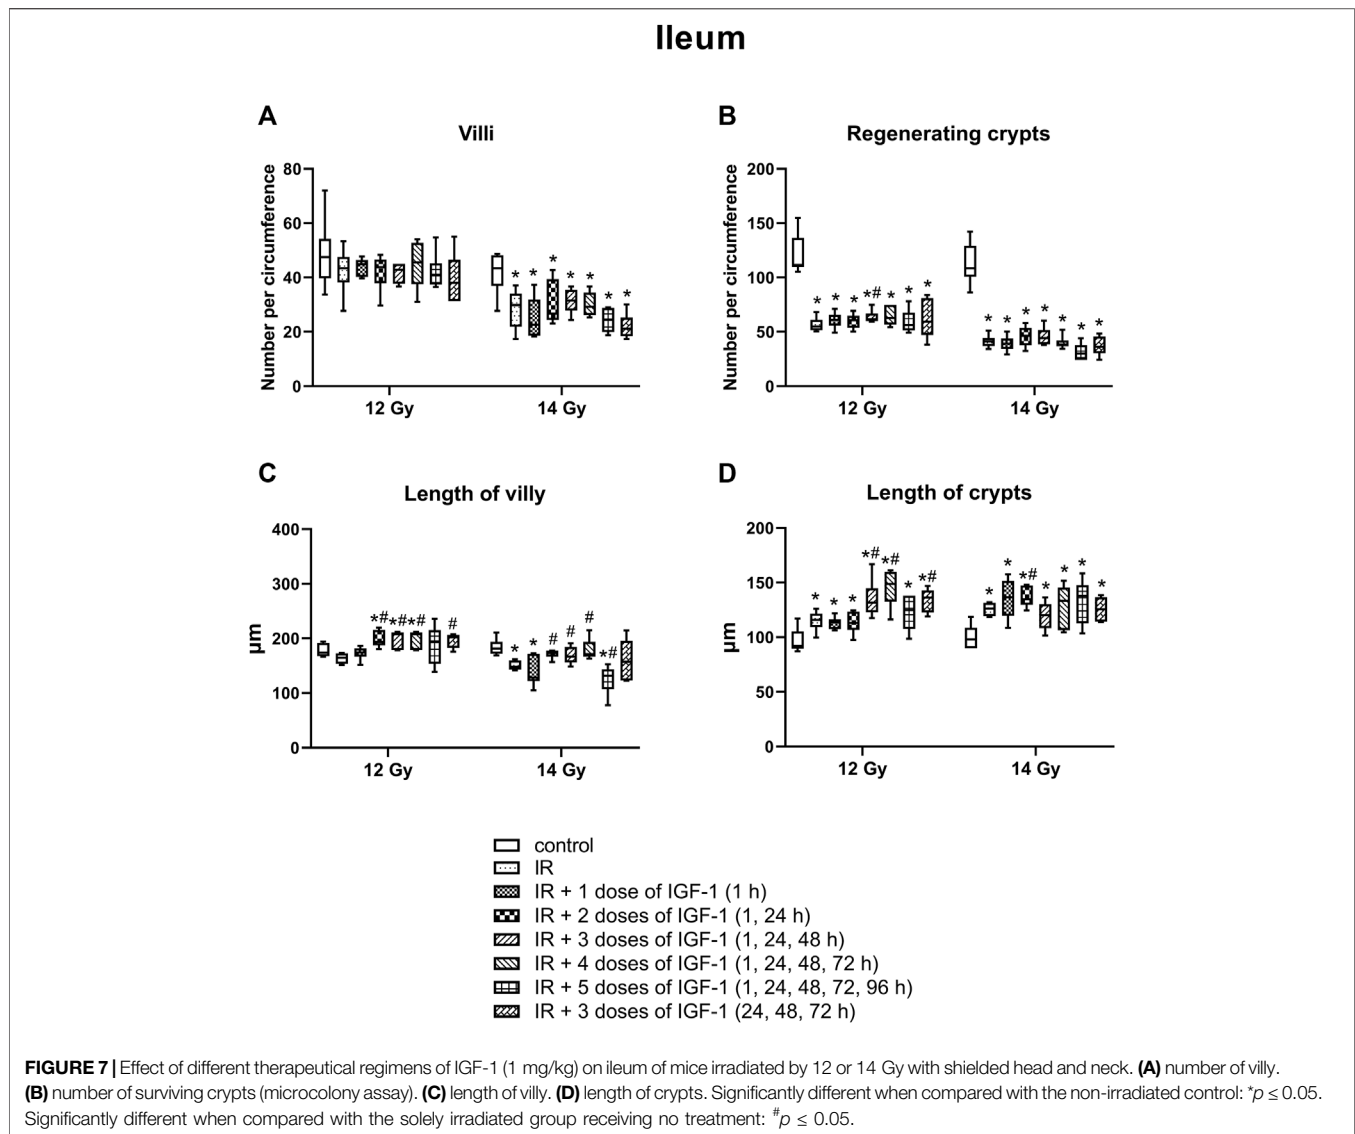 Ileum
A
Villi
Number per circumference
80
60
40
20
0
* * * * * * *
12 Gy
14 Gy
B
Regenerating crypts
Number per circumference
200
150
100
50
0
* * * *# * * *
* * * * * * *
12 Gy
14 Gy
C
Length of villy
µm
400
300
200
100
0
*# *# *# #
* * # # # *#
12 Gy
14 Gy
D
Length of crypts
µm
200
150
100
50
0
* * * *# *# * *#
* * *# * * * *
12 Gy
14 Gy
control
IR
IR + 1 dose of IGF-1 (1 h)
IR + 2 doses of IGF-1 (1, 24 h)
IR + 3 doses of IGF-1 (1, 24, 48 h)
IR + 4 doses of IGF-1 (1, 24, 48, 72 h)
IR + 5 doses of IGF-1 (1, 24, 48, 72, 96 h)
IR + 3 doses of IGF-1 (24, 48, 72 h)
FIGURE 7 | Effect of different therapeutical regimens of IGF-1 (1 mg/kg) on ileum of mice irradiated by 12 or 14 Gy with shielded head and neck. (A) number of villy.
(B) number of surviving crypts (microcolony assay). (C) length of villy. (D) length of crypts. Significantly different when compared with the non-irradiated control: *p ≤ 0.05.
Significantly different when compared with the solely irradiated group receiving no treatment: #p ≤ 0.05.